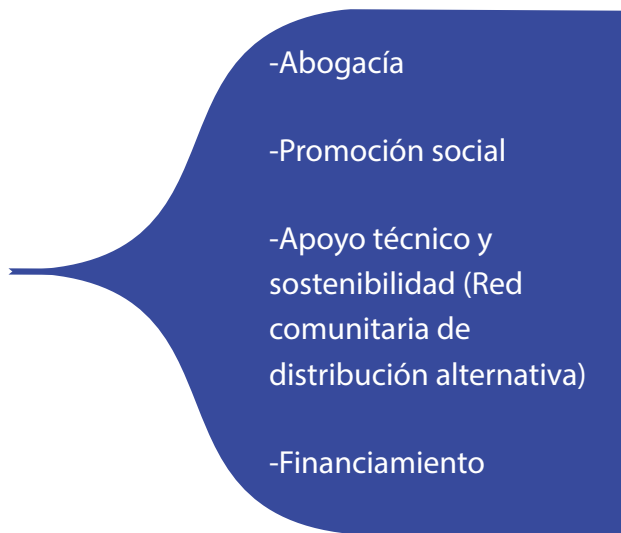 -Abogacía
-Promoción social
-Apoyo técnico y
sostenibilidad (Red
comunitaria de
distribución alternativa)
-Financiamiento